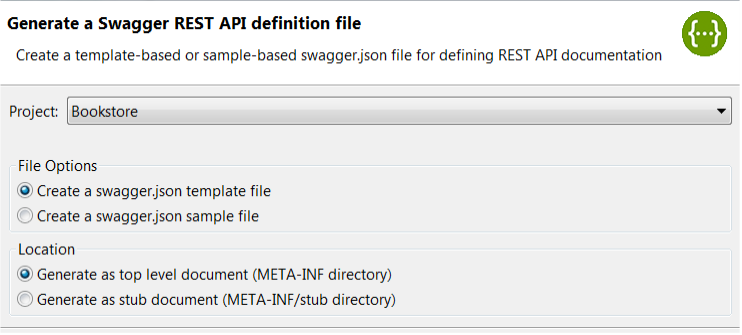 Generate a Swagger REST API definition file
Create a template-based or sample-based swagger.json file for defining REST API documentation
{···}
Project: Bookstore
File Options
Create a swagger.json template file
Create a swagger.json sample file
Location
Generate as top level document (META-INF directory)
Generate as stub document (META-INF/stub directory)